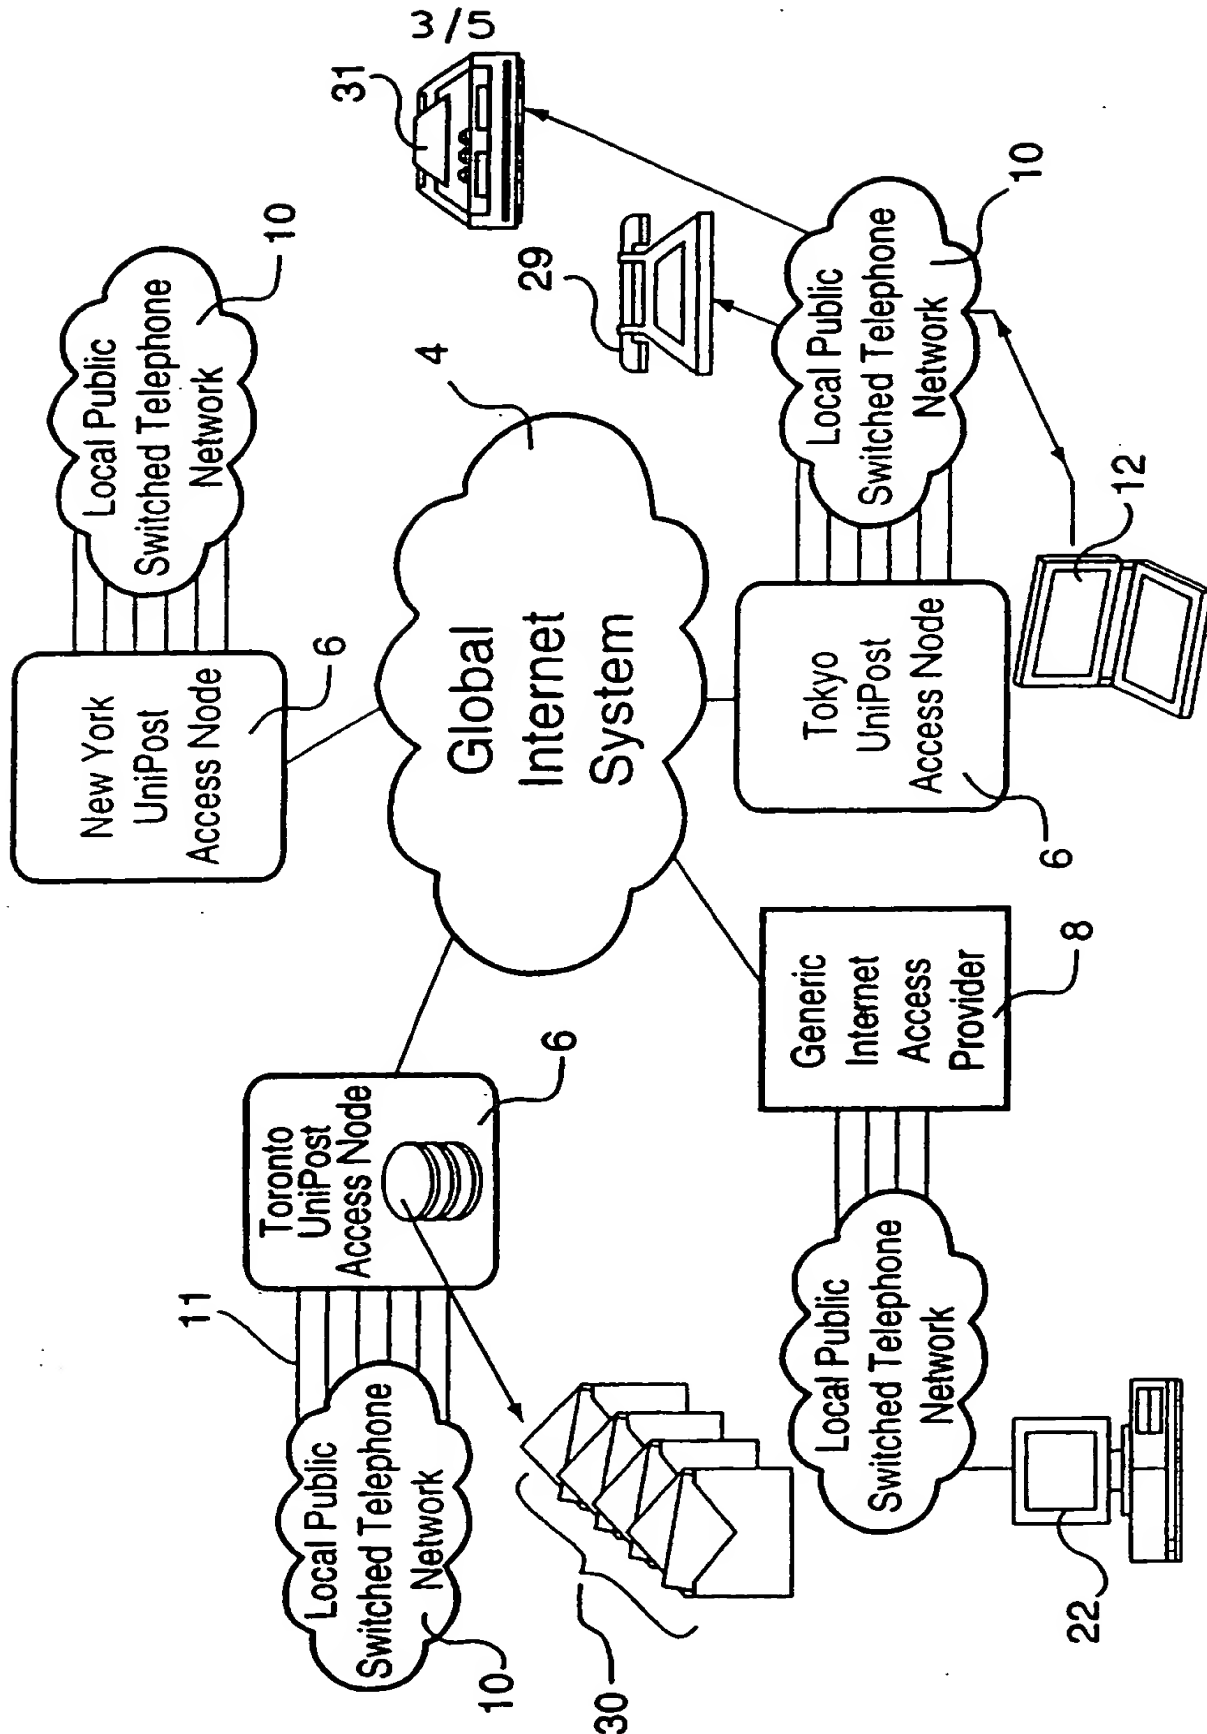 3/5
31
10
Local Public
Switched Telephone
Network
New York
UniPost
Access Node
6
4
Global
Internet
System
29
10
Local Public
Switched Telephone
Network
Tokyo
UniPost
Access Node
6
12
Toronto
UniPost
Access Node
6
11
Local Public
Switched Telephone
Network
10
30
Generic
Internet
Access
Provider
8
Local Public
Switched Telephone
Network
22